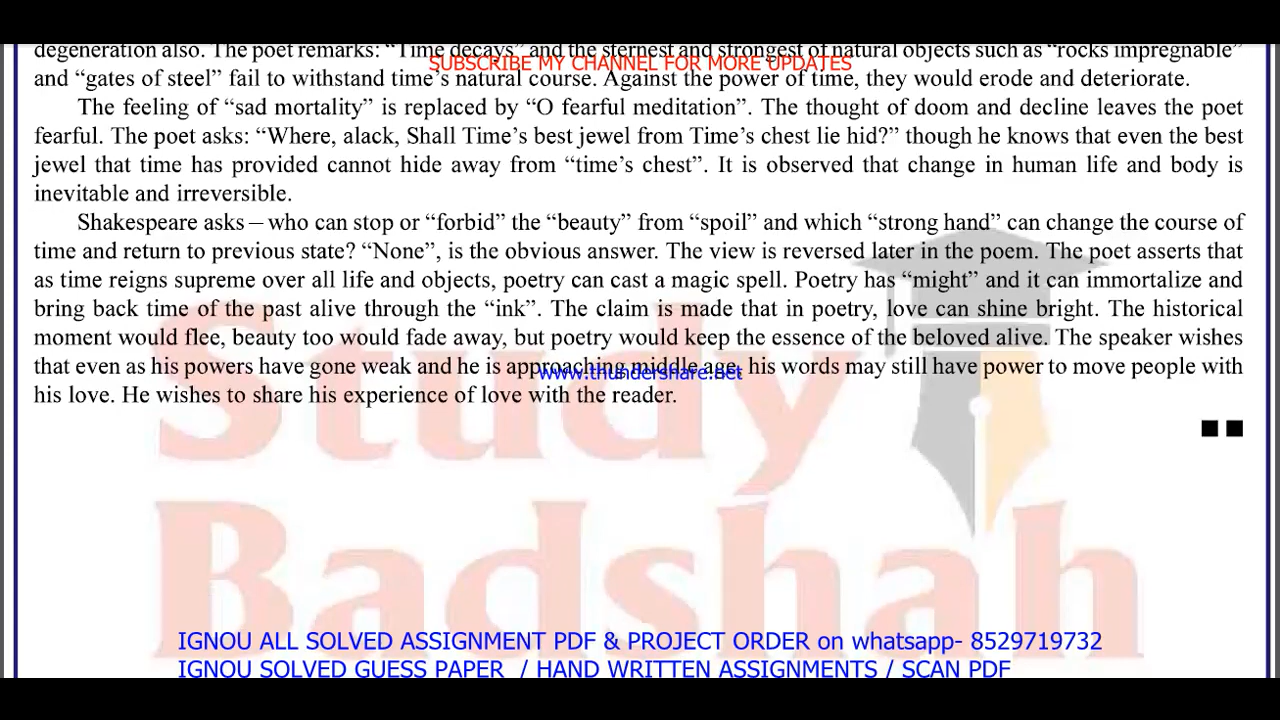 degeneration also. The poet remarks: “Time decays” and the sternest and strongest of natural objects such as “rocks impregnable”
SUBSCRIBE MY CHANNEL FOR MORE UPDATES
and “gates of steel” fail to withstand time’s natural course. Against the power of time, they would erode and deteriorate.
The feeling of “sad mortality” is replaced by “O fearful meditation”. The thought of doom and decline leaves the poet
fearful. The poet asks: “Where, alack, Shall Time’s best jewel from Time’s chest lie hid?” though he knows that even the best
jewel that time has provided cannot hide away from “time’s chest”. It is observed that change in human life and body is
inevitable and irreversible.
Shakespeare asks – who can stop or “forbid” the “beauty” from “spoil” and which “strong hand” can change the course of
time and return to previous state? “None”, is the obvious answer. The view is reversed later in the poem. The poet asserts that
as time reigns supreme over all life and objects, poetry can cast a magic spell. Poetry has “might” and it can immortalize and
bring back time of the past alive through the “ink”. The claim is made that in poetry, love can shine bright. The historical
moment would flee, beauty too would fade away, but poetry would keep the essence of the beloved alive. The speaker wishes
that even as his powers have gone weak and he is approaching middle age, his words may still have power to move people with
www.thundershare.net
his love. He wishes to share his experience of love with the reader.
Study
Badshah
IGNOU ALL SOLVED ASSIGNMENT PDF & PROJECT ORDER on whatsapp- 8529719732
IGNOU SOLVED GUESS PAPER / HAND WRITTEN ASSIGNMENTS / SCAN PDF